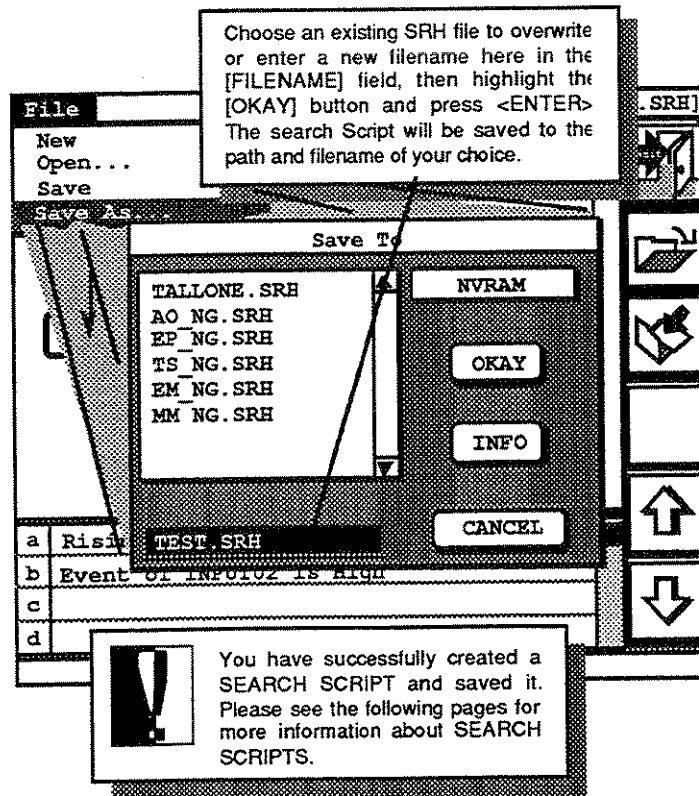 Choose an existing SRH file to overwrite
or enter a new filename here in the
[FILENAME] field, then highlight the
[OKAY] button and press <ENTER>
The search Script will be saved to the
path and filename of your choice.
File
.SRH]
New
Open...
Save
Save As...
Save To
TALLONE.SRH
AO_NG.SRH
EP_NG.SRH
TS_NG.SRH
EM_NG.SRH
MM_NG.SRH
NVRAM
OKAY
INFO
CANCEL
TEST.SRH
a Risi
b Event of INPUT02 is High
c
d
You have successfully created a
SEARCH SCRIPT and saved it.
Please see the following pages for
more information about SEARCH
SCRIPTS.